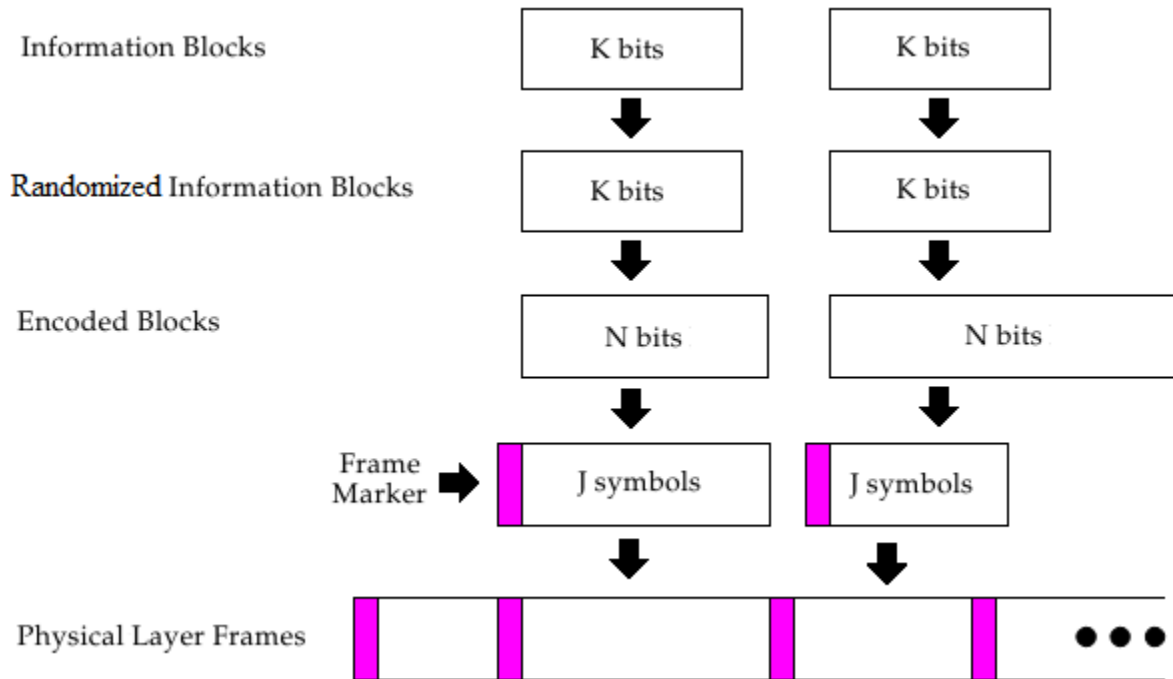 Information Blocks
K bits
K bits
Randomized Information Blocks
K bits
K bits
Encoded Blocks
N bits
N bits
Frame
Marker
J symbols
J symbols
Physical Layer Frames